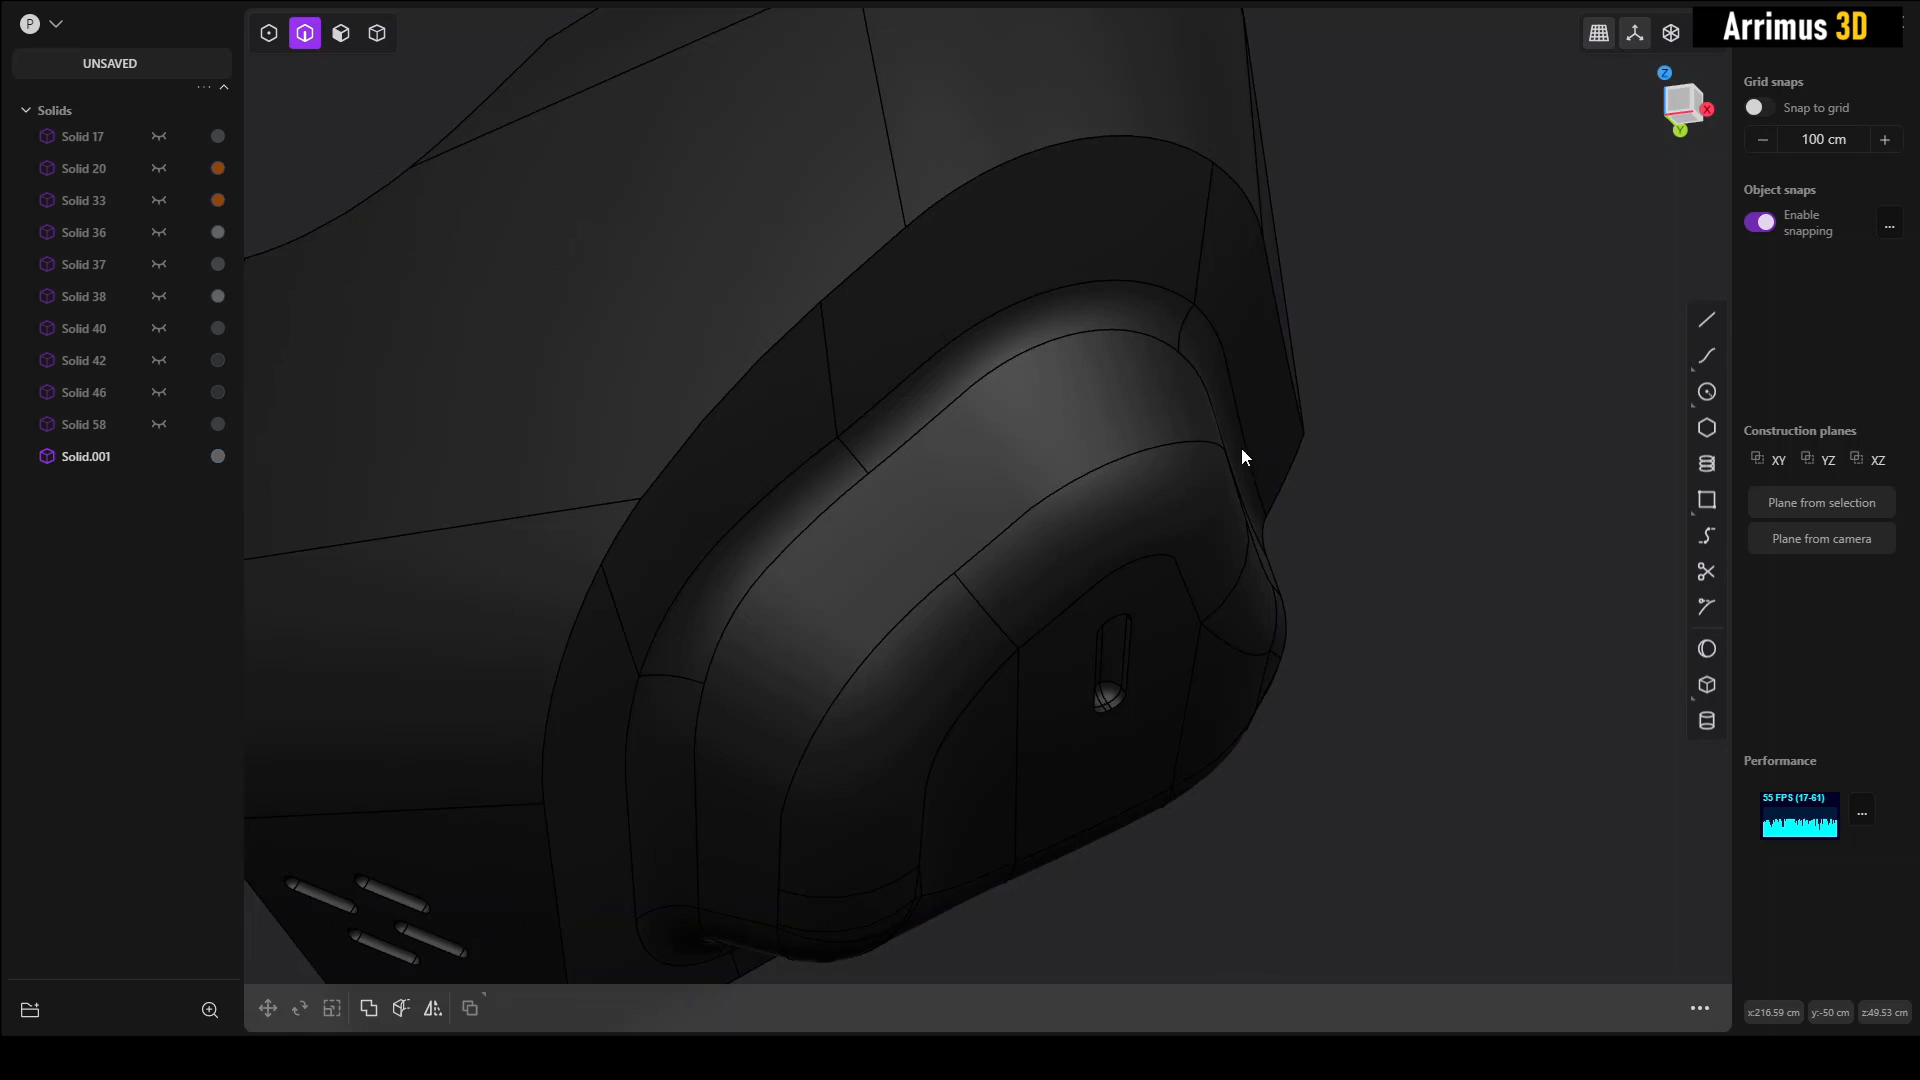 P
Arrimus 3D
UNSAVED
Solids
Solid 17
Solid 20
Solid 33
Solid 36
Solid 37
Solid 38
Solid 40
Solid 42
Solid 46
Solid 58
Solid.001
Z
X
Y
Grid snaps
Snap to grid
100 cm
Object snaps
Enable
snapping
Construction planes
XY YZ XZ
Plane from selection
Plane from camera
Performance
55 FPS (17-61)
x:216.59 cm y:-50 cm z:49.53 cm